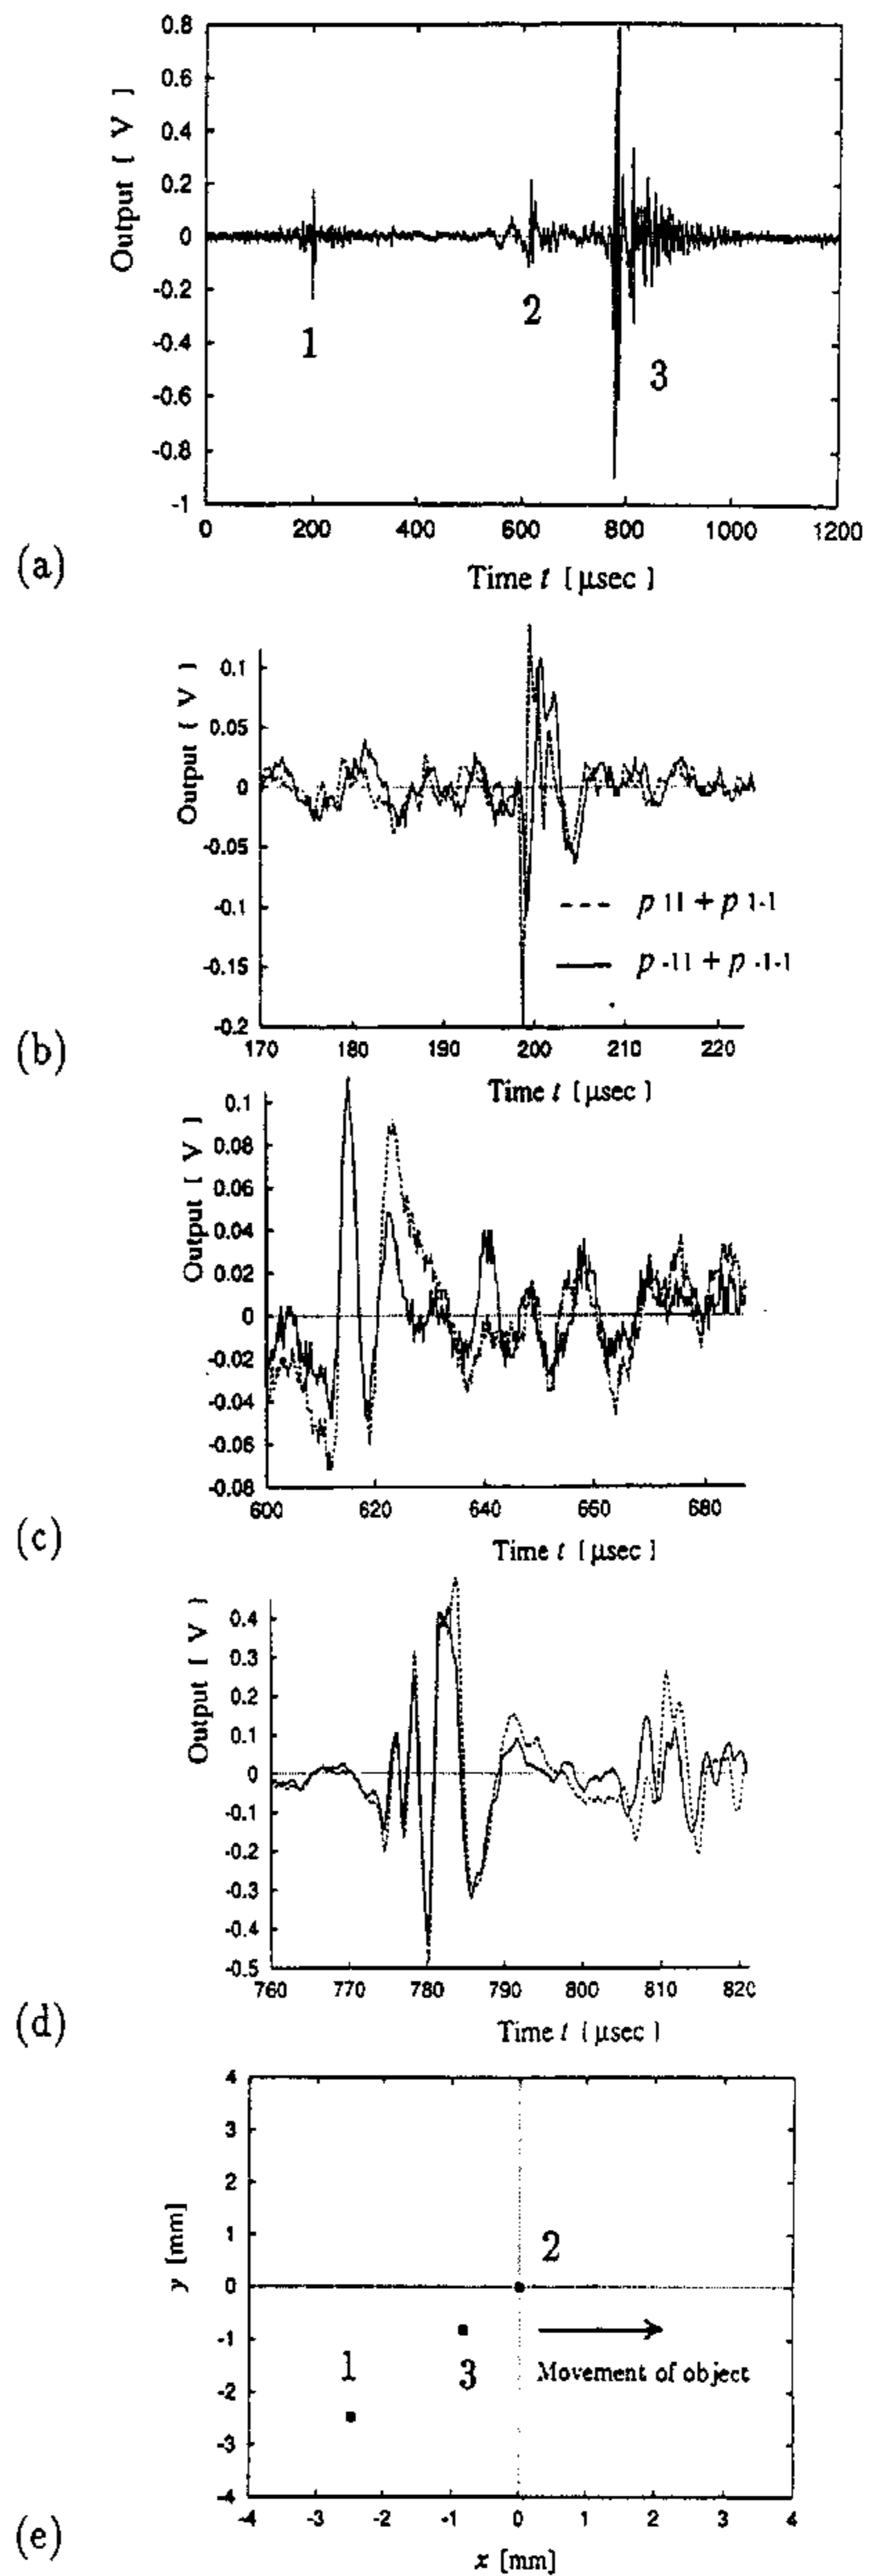 0.8
0.6
0.4
0.2
0
-0.2
-0.4
-0.6
-0.8
-1
Output [ V ]
1
2
3
0 200 400 600 800 1000 1200
Time t [ μsec ]
(a)
0.1
0.05
0
-0.05
-0.1
-0.15
-0.2
Output [ V ]
p 11 + p 1-1
p -11 + p -1-1
170 180 190 200 210 220
Time t [ μsec ]
(b)
0.1
0.08
0.06
0.04
0.02
0
-0.02
-0.04
-0.06
-0.08
Output [ V ]
600 620 640 660 680
Time t [ μsec ]
(c)
0.4
0.3
0.2
0.1
0
-0.1
-0.2
-0.3
-0.4
-0.5
Output [ V ]
760 770 780 790 800 810 820
Time t [ μsec ]
(d)
4
3
2
1
0
-1
-2
-3
-4
y [mm]
2
1
3
Movement of object
-4 -3 -2 -1 0 1 2 3 4
x [mm]
(e)